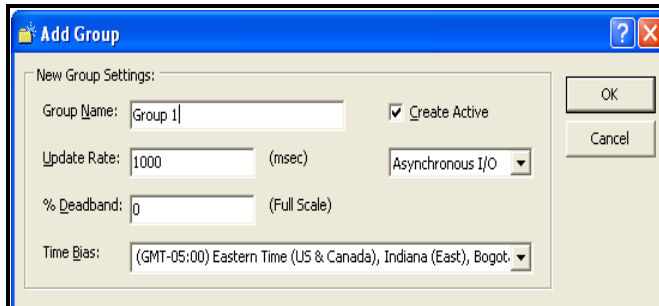 Add Group
New Group Settings:
Group Name: Group 1 Create Active
Update Rate: 1000 (msec) Asynchronous I/O
% Deadband: 0 (Full Scale)
Time Bias: (GMT-05:00) Eastern Time (US & Canada), Indiana (East), Bogot
OK
Cancel